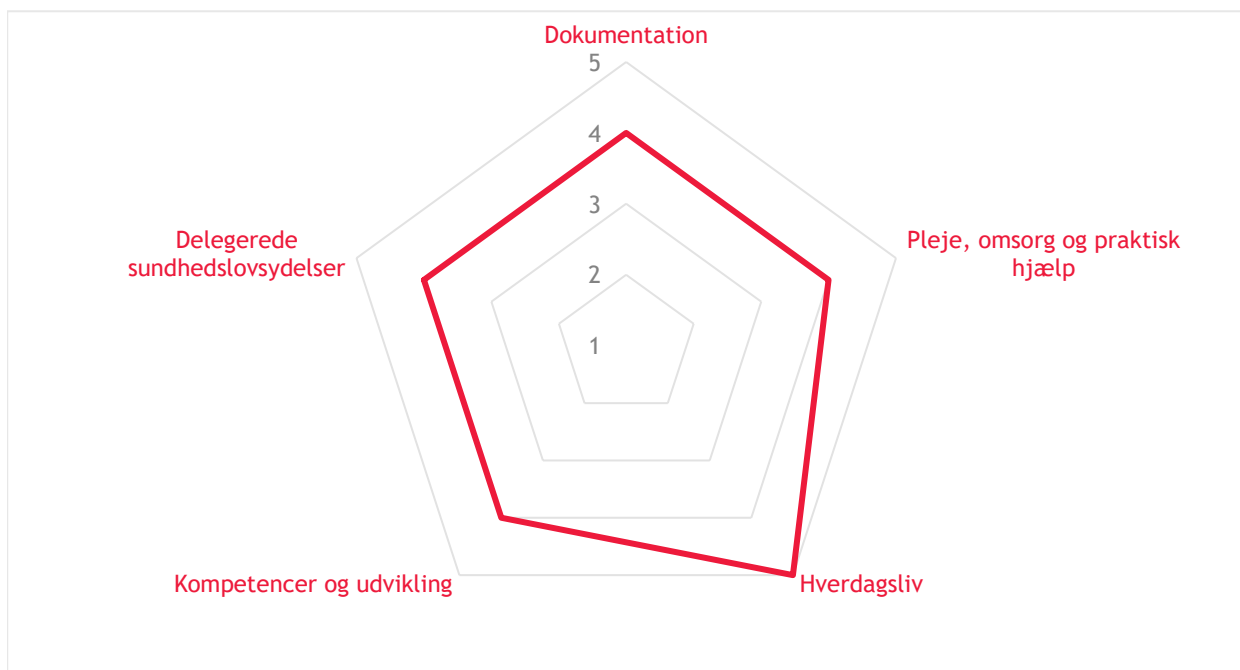 Dokumentation
5
4
3
2
1
Pleje, omsorg og praktisk
hjælp
Hverdagsliv
Kompetencer og udvikling
Delegerede
sundhedslovsydelser